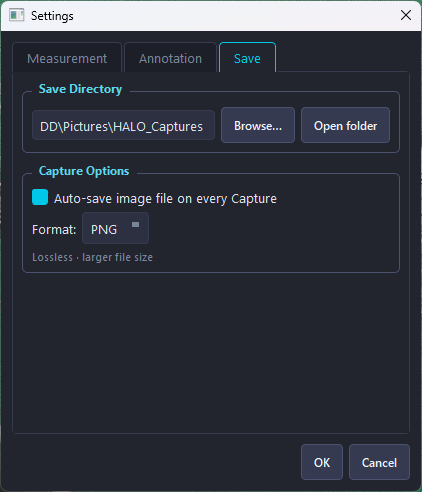 Settings
Measurement Annotation Save
Save Directory
DD\Pictures\HALO_Captures Browse... Open folder
Capture Options
Auto-save image file on every Capture
Format: PNG
Lossless · larger file size
OK Cancel